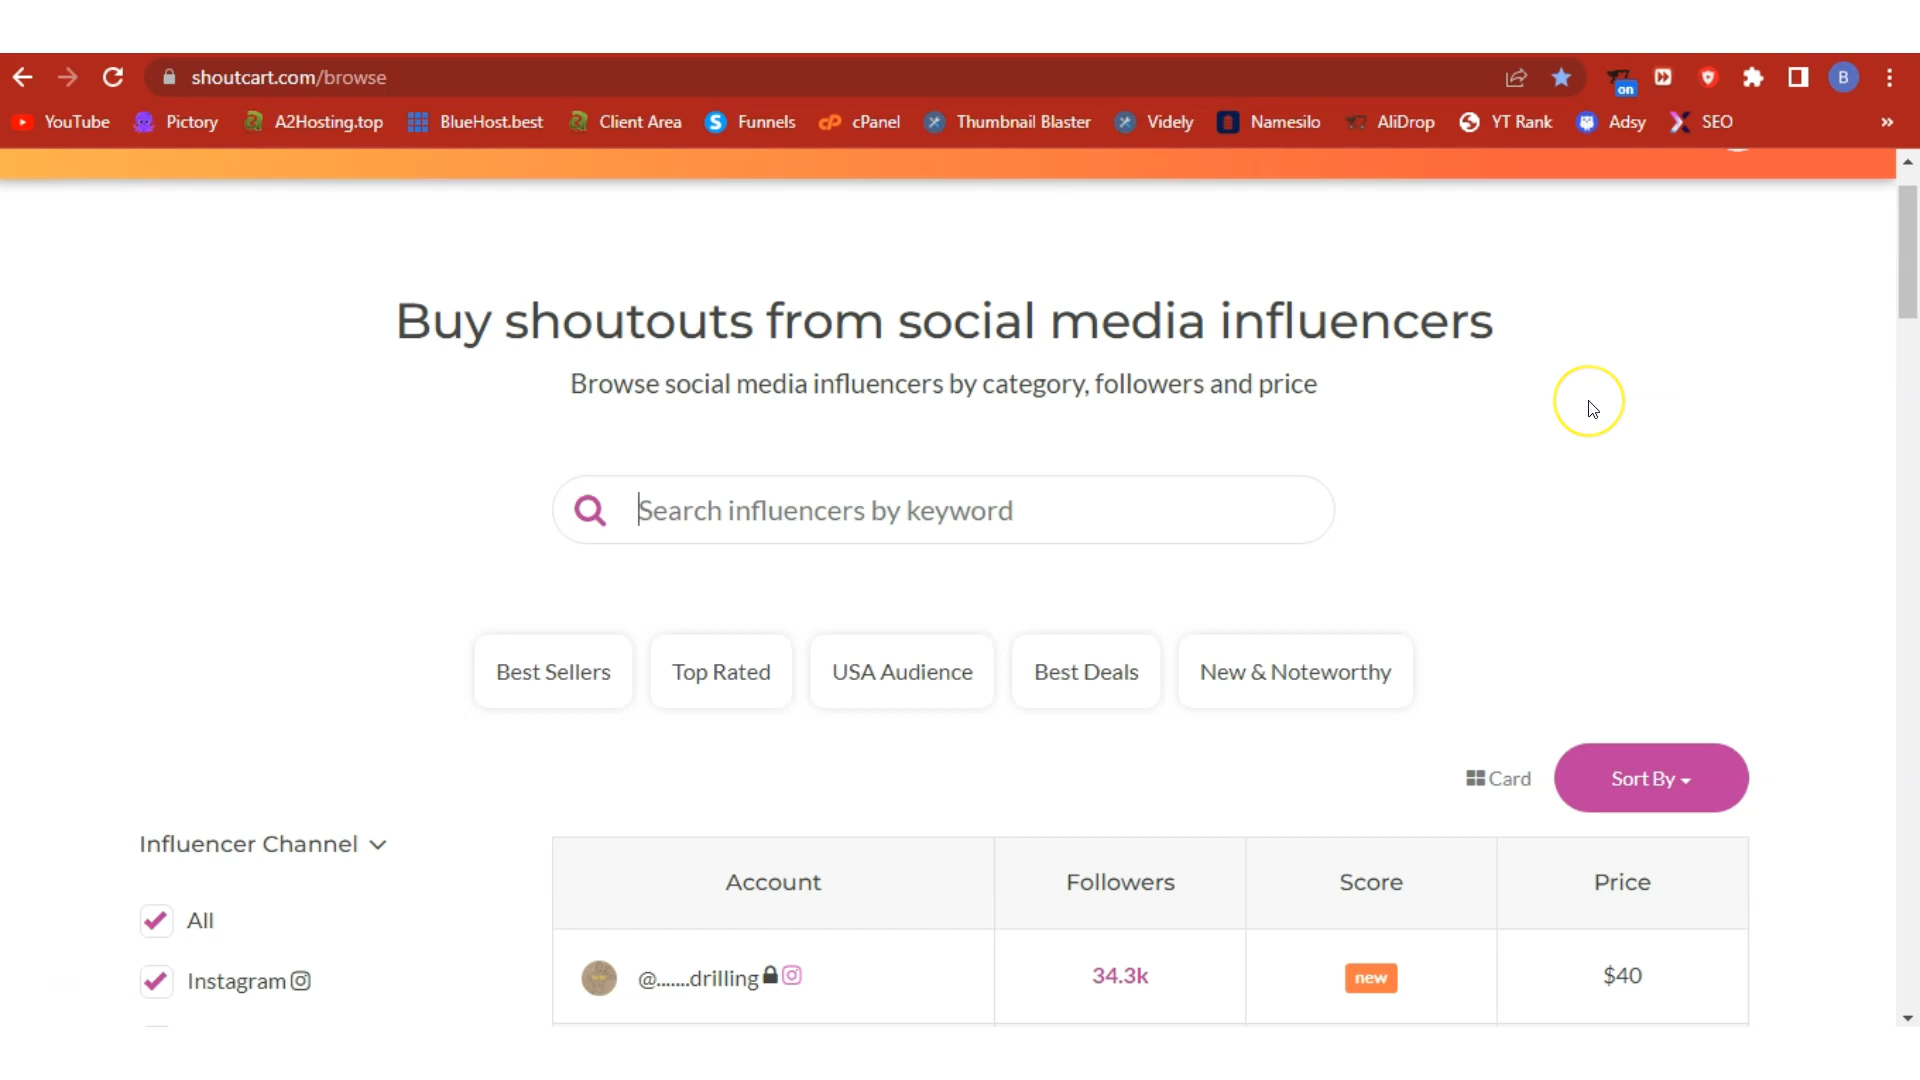 shoutcart.com/browse
on
B
YouTube Pictory A2Hosting.top BlueHost.best Client Area Funnels cPanel Thumbnail Blaster Videly Namesilo AliDrop YT Rank Adsy SEO »
Buy shoutouts from social media influencers
Browse social media influencers by category, followers and price
Search influencers by keyword
Best Sellers Top Rated USA Audience Best Deals New & Noteworthy
Card Sort By
Influencer Channel
All
Instagram
Account Followers Score Price
@.......drilling 34.3k new $40